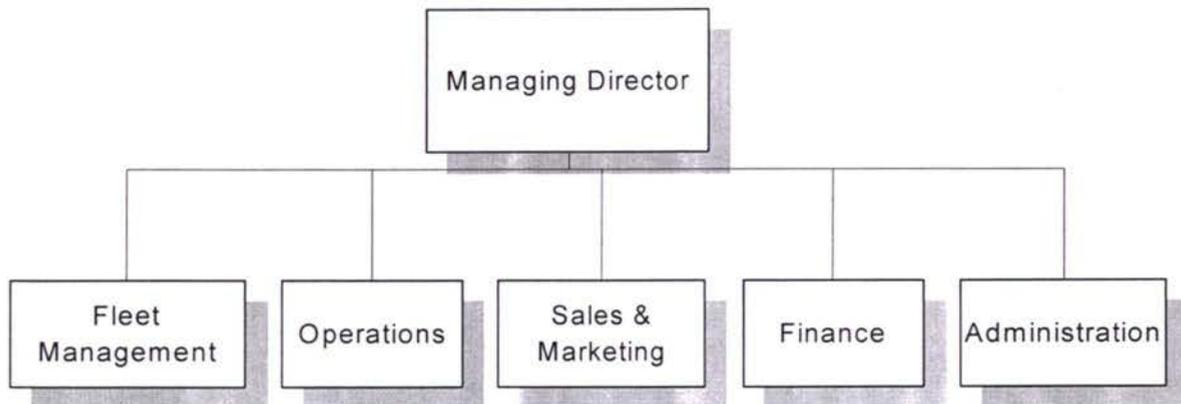 Managing Director
Fleet
Management
Operations
Sales &
Marketing
Finance
Administration